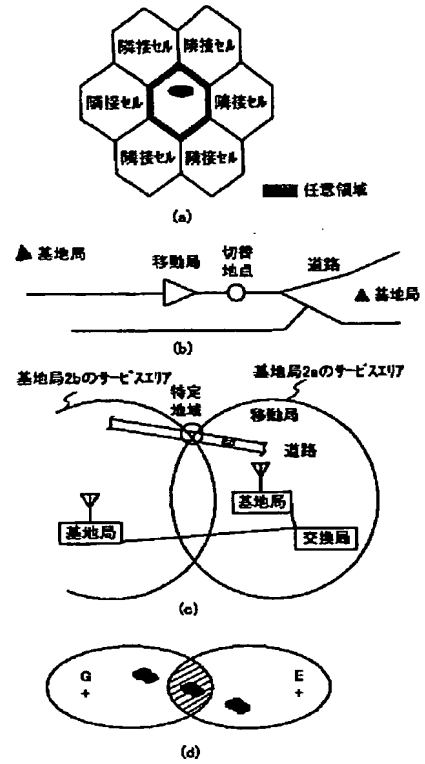 隣接セル 隣接セル
隣接セル 隣接セル
隣接セル 隣接セル
任意領域
(a)
基地局 移動局 切替地点 道路
基地局
(b)
基地局2bのサービスエリア 基地局2aのサービスエリア
特定地域 移動局
道路
基地局 基地局
交換局
(c)
G E
+ +
(d)